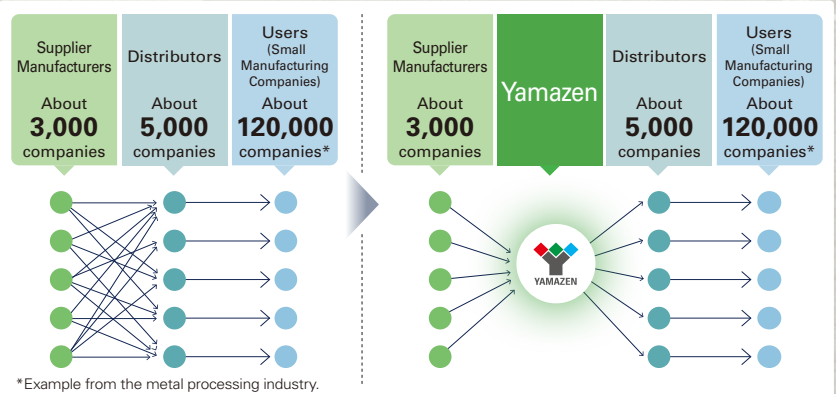 Supplier
Manufacturers
About
3,000
companies
Distributors
About
5,000
companies
Users
(Small
Manufacturing
Companies)
About
120,000
companies*
Supplier
Manufacturers
About
3,000
companies
Yamazen
Distributors
About
5,000
companies
Users
(Small
Manufacturing
Companies)
About
120,000
companies*
YAMAZEN
*Example from the metal processing industry.